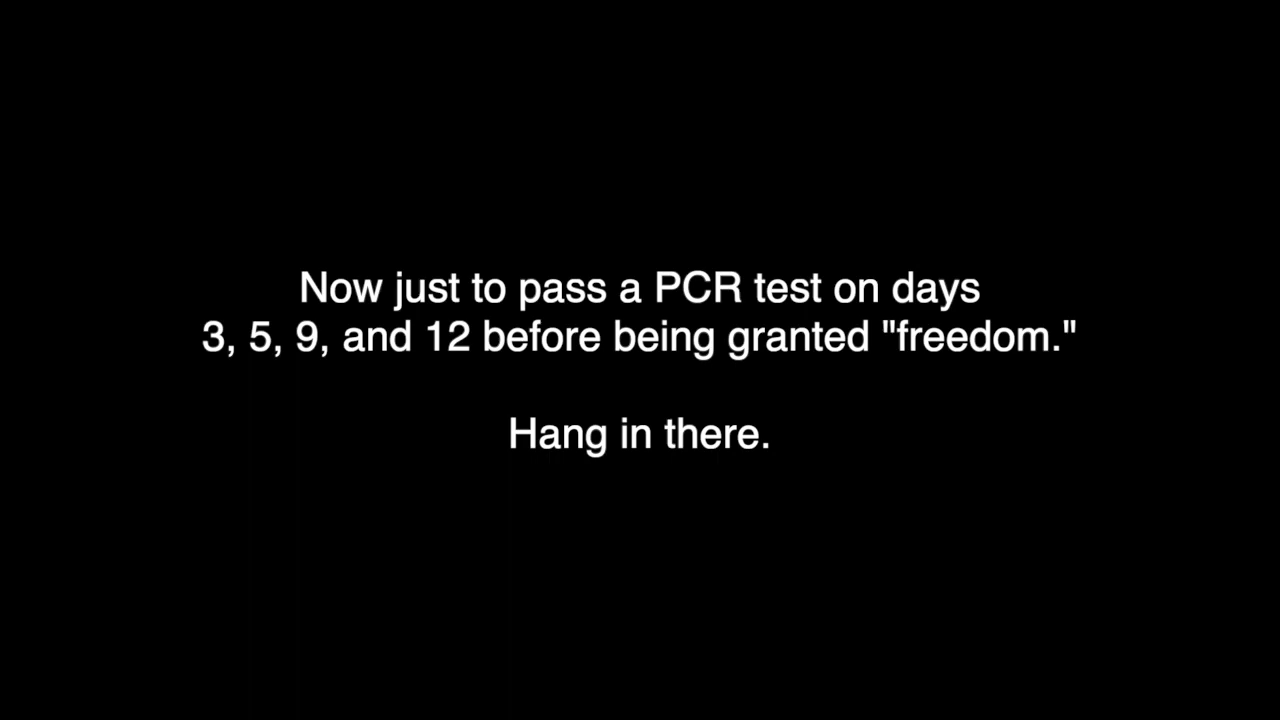 Now just to pass a PCR test on days
3, 5, 9, and 12 before being granted "freedom."
Hang in there.